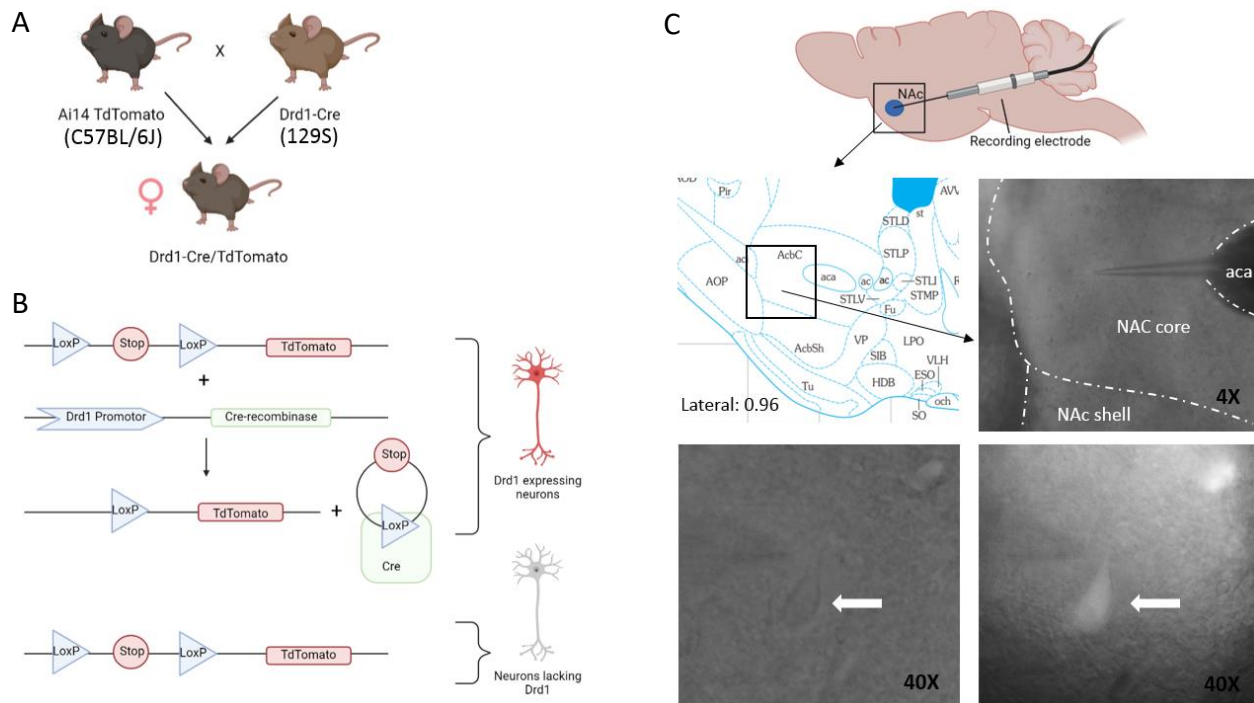 A
X
Ai14 TdTomato
(C57BL/6J)
Drd1-Cre
(129S)
Drd1-Cre/TdTomato
B
LoxP
Stop
LoxP
TdTomato
+
Drd1 Promotor
Cre-recombinase
LoxP
TdTomato
+
Stop
LoxP
Cre
Drd1 expressing
neurons
LoxP
Stop
LoxP
TdTomato
Neurons lacking
Drd1
C
NAc
Recording electrode
Pir
AOP
ac
AcbC
aca
AcbSh
Tu
STLD
st
STLP
ac
ac
STLI
STLV
STMP
Fu
VP
LPO
SIB
VLH
ESO
HDB
SO
och
Lateral: 0.96
aca
NAC core
4X
NAc shell
40X
40X